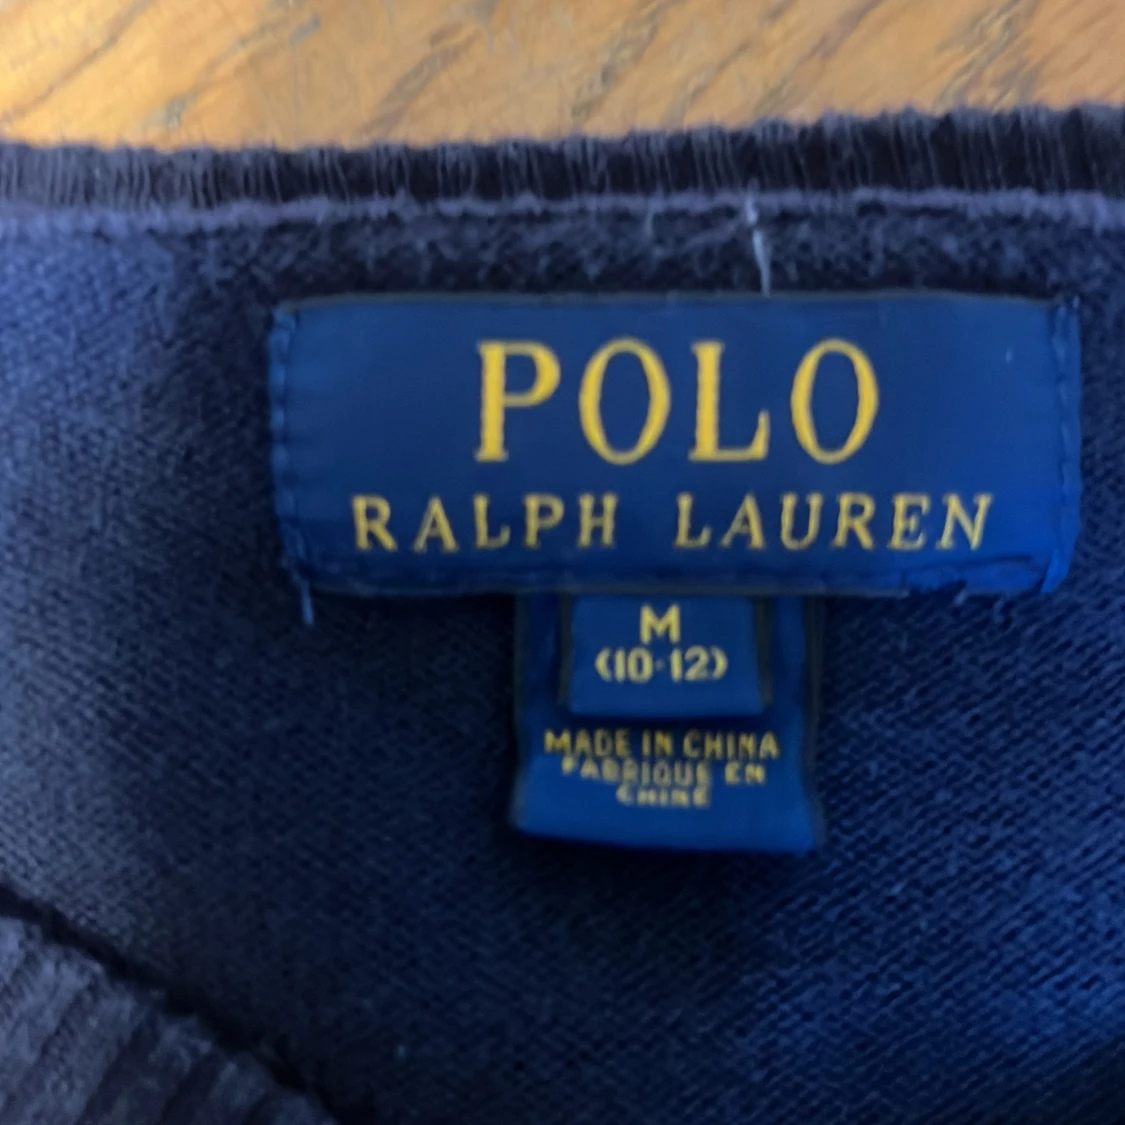 POLO
RALPH LAUREN
M
(10-12)
MADE IN CHINA
FABRIQUE EN
CHINE